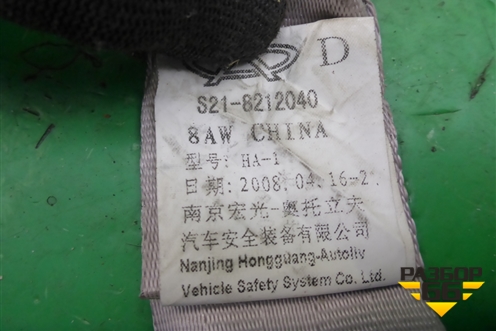 D
S21-8212040
8AW CHINA
型号: HA-1
日期: 2008.04.16-2
南京宏光-奥托立夫
汽车安全装备有限公司
Nanjing Hongguang-Autoliv
Vehicle Safety System Co. Ltd.
РАЗБОР